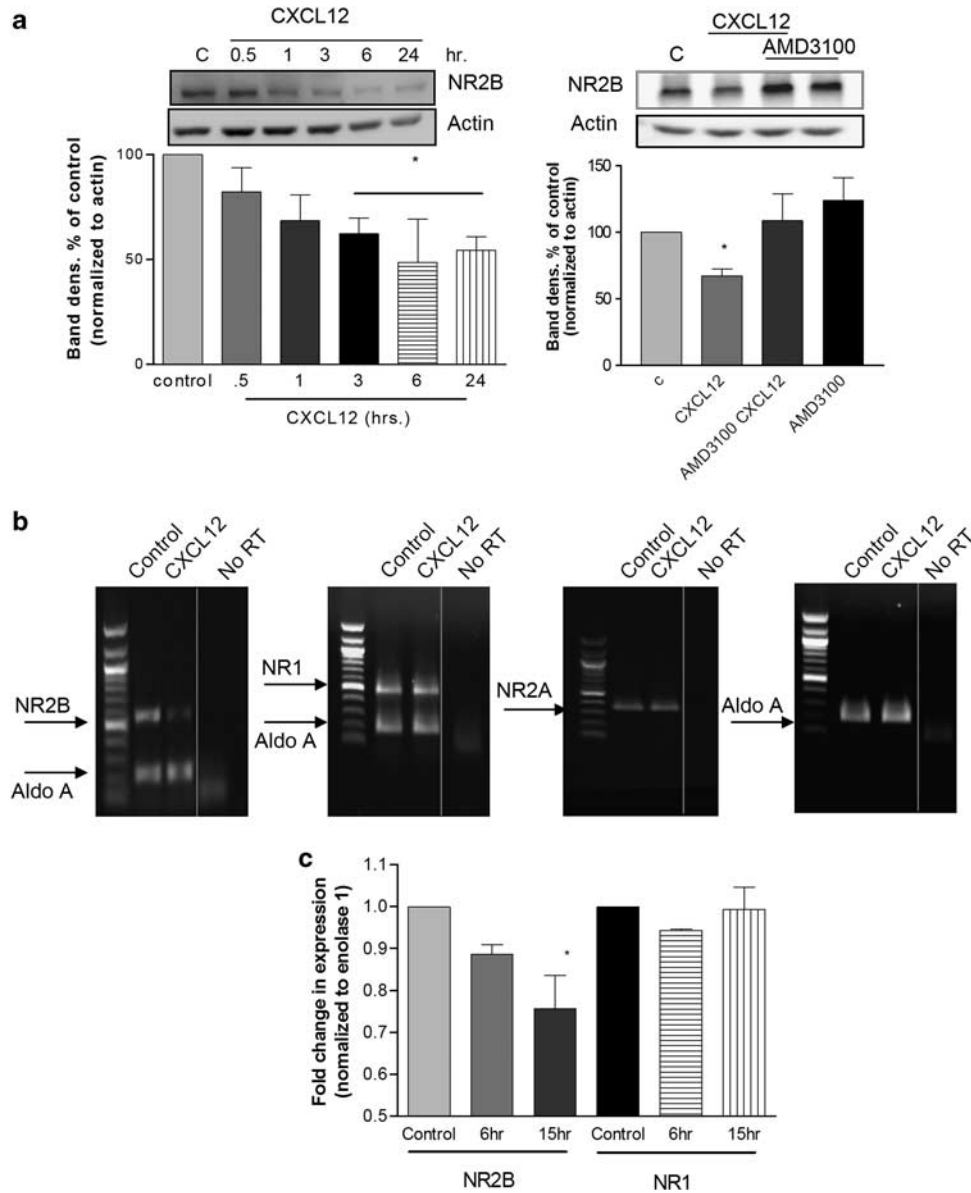 a
CXCL12
C 0.5 1 3 6 24 hr.
NR2B
Actin
100
50
0
Band dens. % of control
(normalized to actin)
*
control .5 1 3 6 24
CXCL12 (hrs.)
CXCL12
C AMD3100
NR2B
Actin
150
100
50
0
Band dens. % of control
(normalized to actin)
*
c
CXCL12
AMD3100 CXCL12
AMD3100
b
Control
CXCL12
No RT
NR2B
Aldo A
Control
CXCL12
No RT
NR1
Aldo A
Control
CXCL12
No RT
NR2A
Control
CXCL12
No RT
Aldo A
c
1.1
1.0
0.9
0.8
0.7
0.6
0.5
Fold change in expression
(nomalized to enolase 1)
*
Control 6hr 15hr Control 6hr 15hr
NR2B NR1